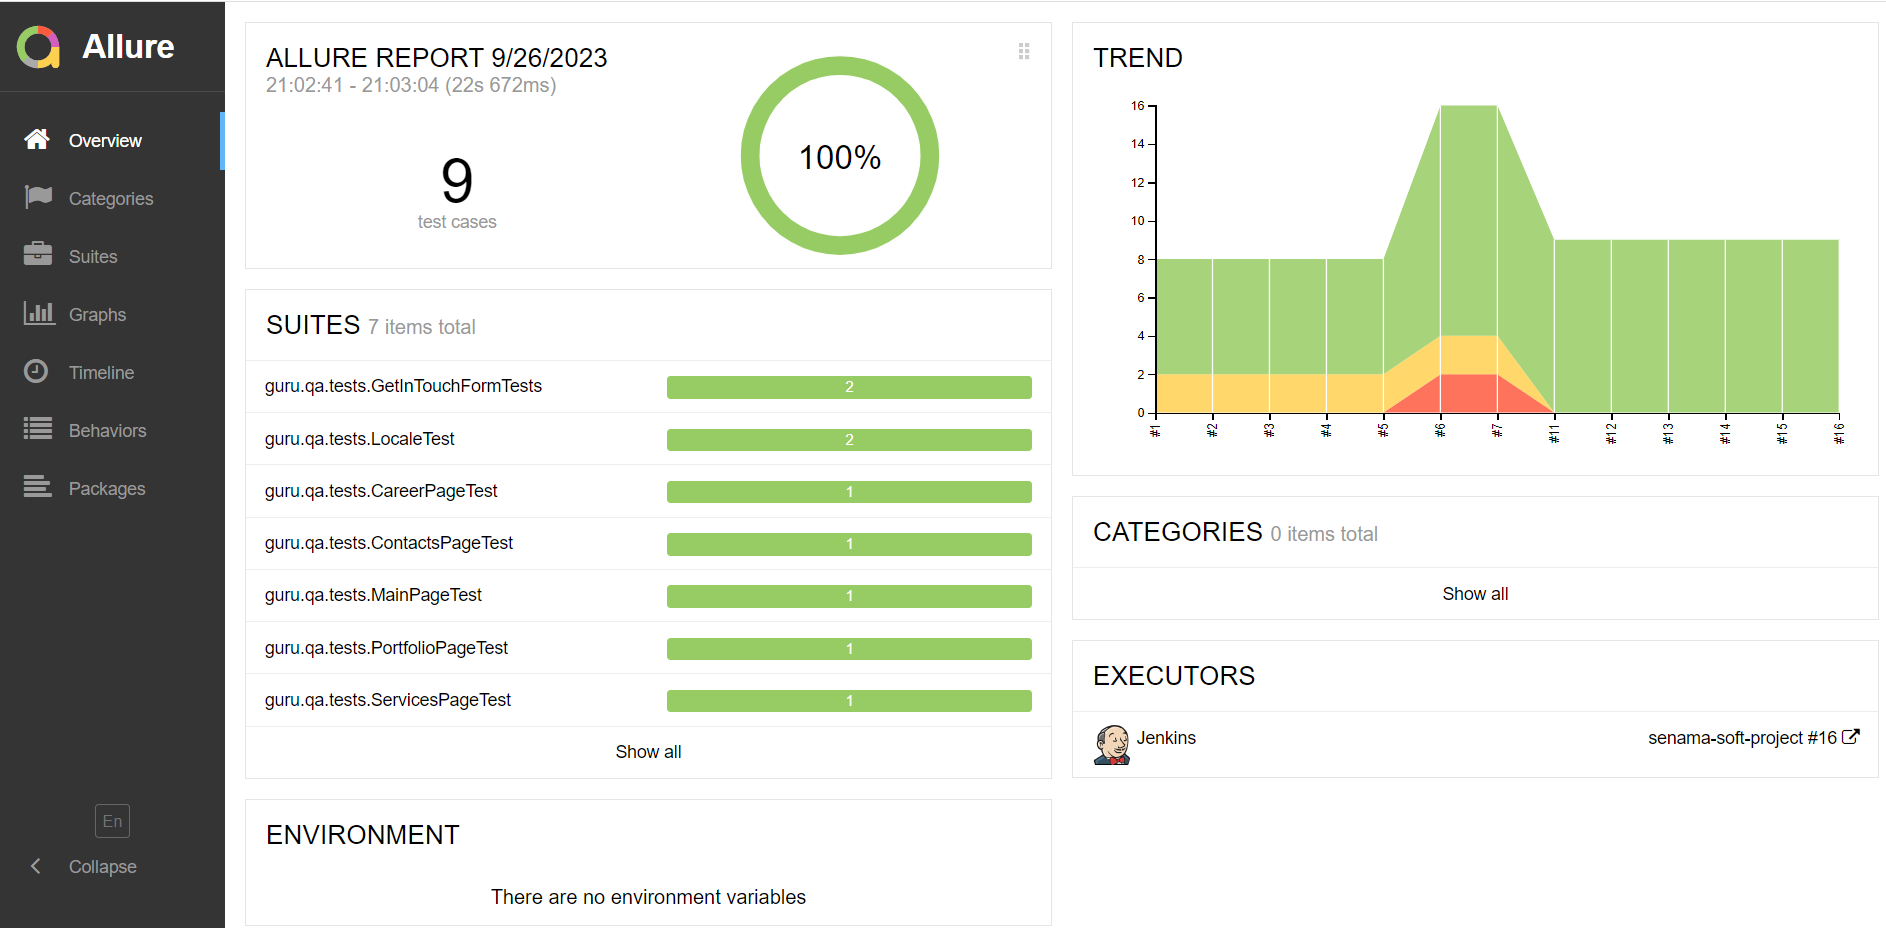 Allure
Overview
Categories
Suites
Graphs
Timeline
Behaviors
Packages
En
Collapse
ALLURE REPORT 9/26/2023
21:02:41 - 21:03:04 (22s 672ms)
9
test cases
100%
SUITES 7 items total
guru.qa.tests.GetInTouchFormTests 2
guru.qa.tests.LocaleTest 2
guru.qa.tests.CareerPageTest 1
guru.qa.tests.ContactsPageTest 1
guru.qa.tests.MainPageTest 1
guru.qa.tests.PortfolioPageTest 1
guru.qa.tests.ServicesPageTest 1
Show all
ENVIRONMENT
There are no environment variables
TREND
16
14
12
10
8
6
4
2
0
#1 #2 #3 #4 #5 #6 #7 #11 #12 #13 #14 #15 #16
CATEGORIES 0 items total
Show all
EXECUTORS
Jenkins senama-soft-project #16